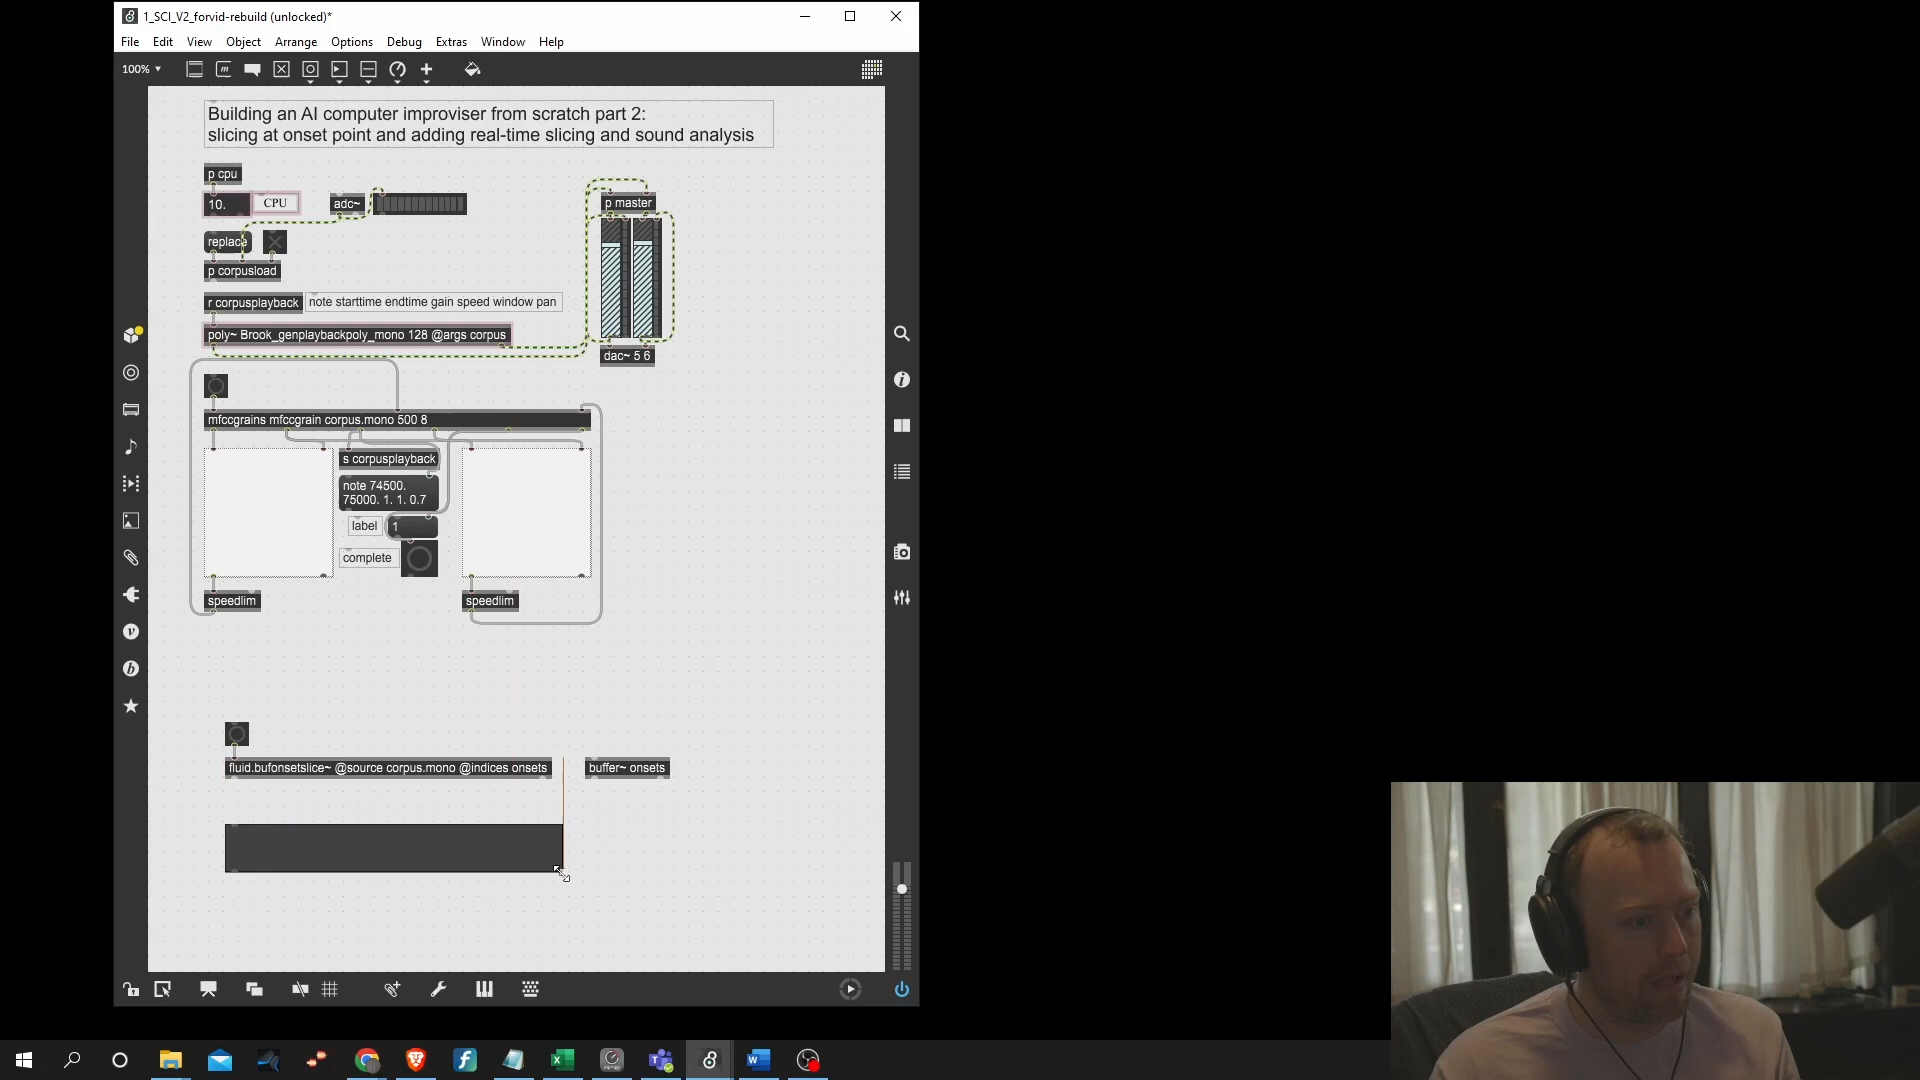 1_SCI_V2_forvid-rebuild (unlocked)*
File Edit View Object Arrange Options Debug Extras Window Help
100%
Building an AI computer improviser from scratch part 2:
slicing at onset point and adding real-time slicing and sound analysis
p cpu
10. CPU
adc~
p master
replace
p corpusload
r corpusplayback
note starttime endtime gain speed window pan
poly~ Brook_genplaybackpoly_mono 128 @args corpus
dac~ 5 6
mfccgrains mfccgrain corpus.mono 500 8
s corpusplayback
note 74500.
75000. 1. 1. 0.7
label
1
complete
speedlim
speedlim
fluid.bufonsetslice~ @source corpus.mono @indices onsets
buffer~ onsets